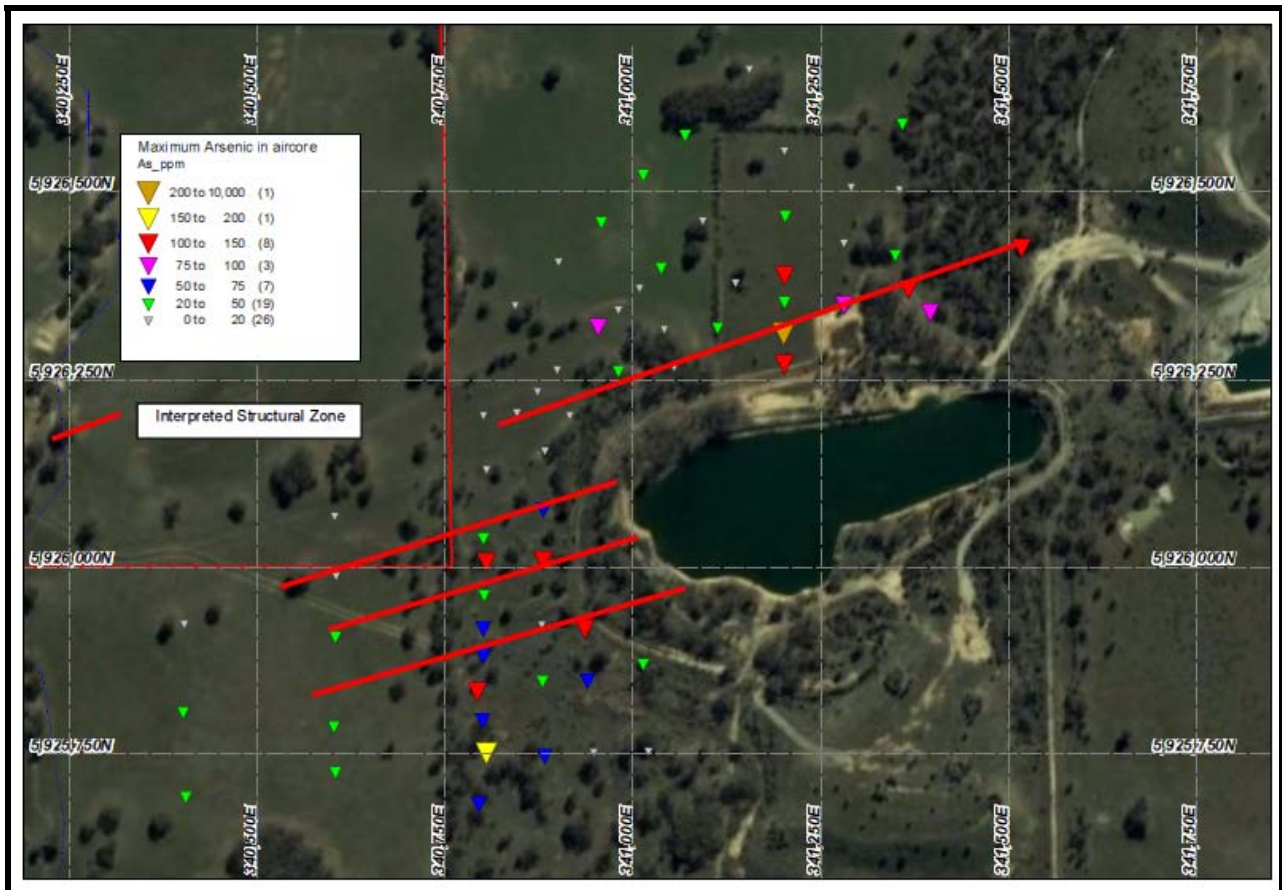 340,250E
340,500E
340,750E
341,000E
341,250E
341,500E
341,750E
Maximum Arsenic in aircore
As_ppm
200 to 10,000 (1)
150 to 200 (1)
100 to 150 (8)
75 to 100 (3)
50 to 75 (7)
20 to 50 (19)
0 to 20 (26)
5,926,500N
5,926,500N
5,926,250N
5,926,250N
Interpreted Structural Zone
5,926,000N
5,926,000N
5,925,750N
5,925,750N
340,500E
340,750E
341,000E
341,250E
341,500E
341,750E